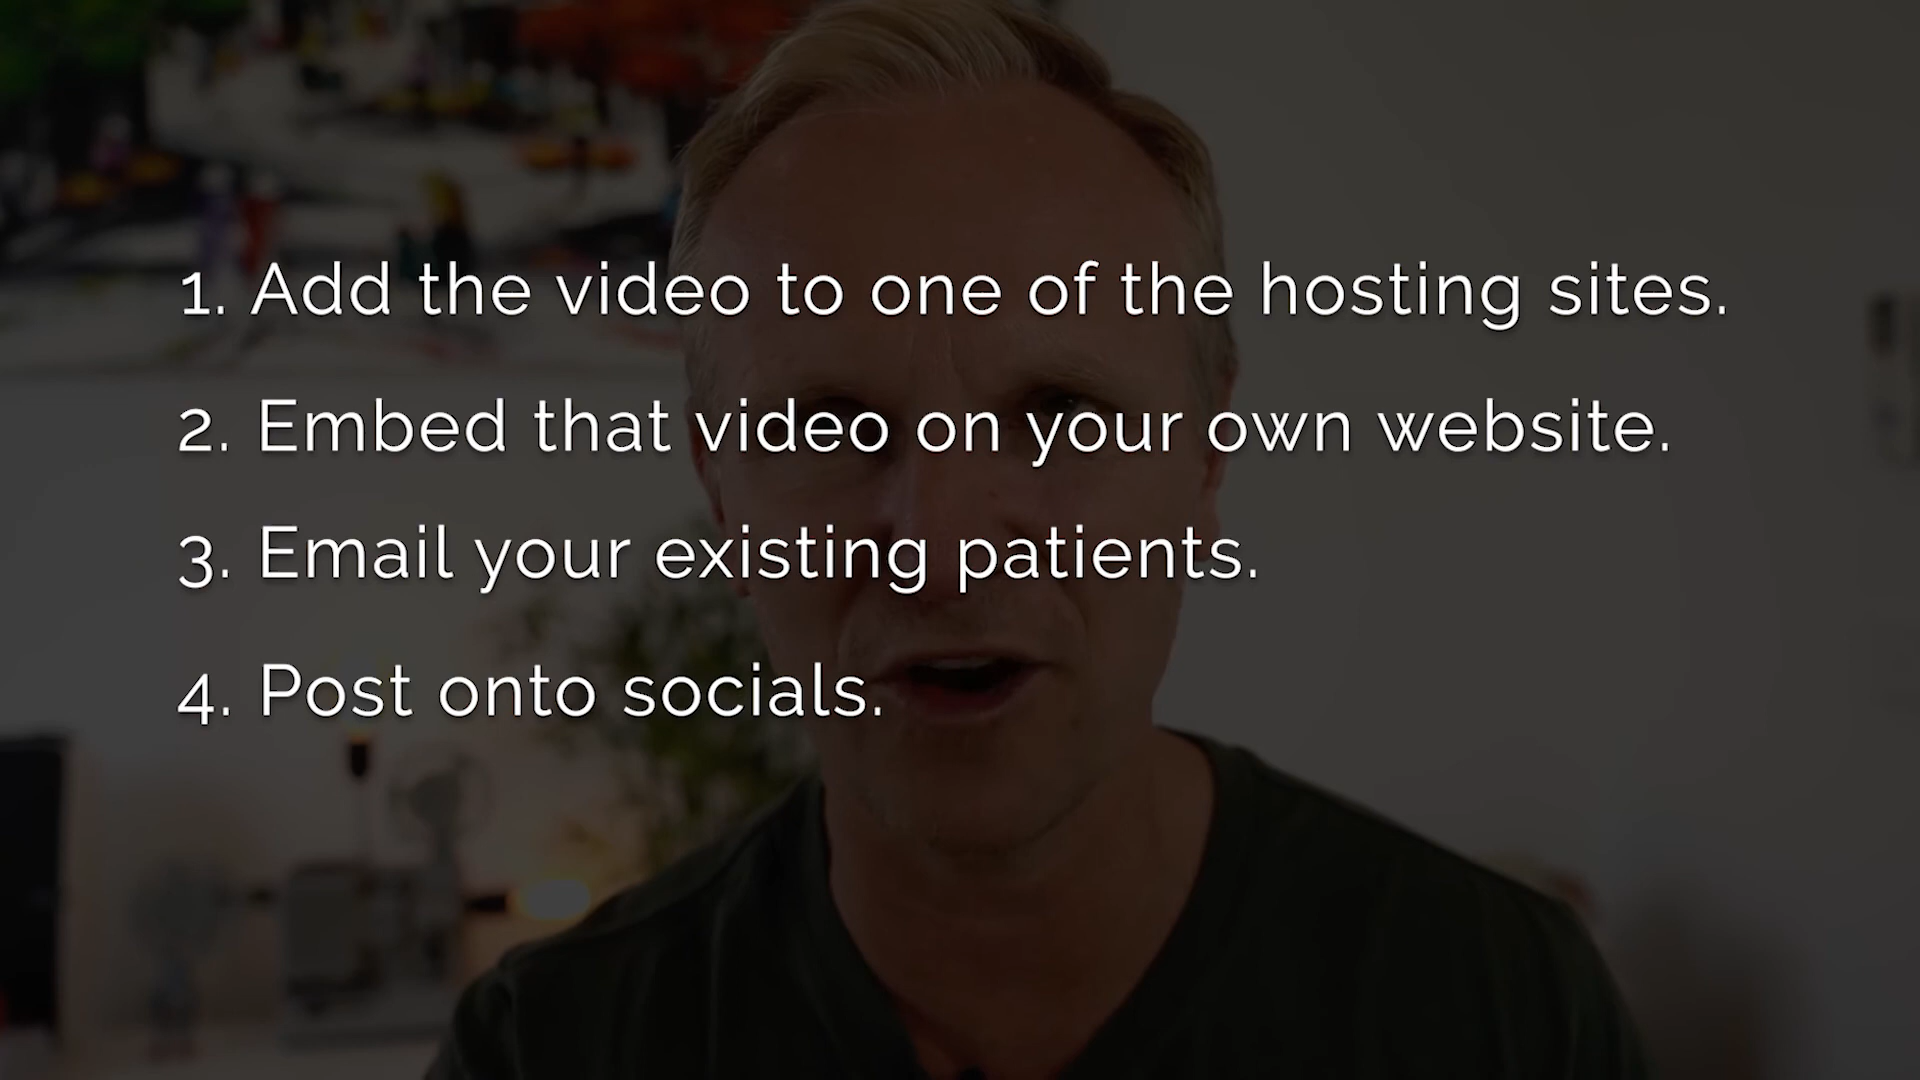 1. Add the video to one of the hosting sites.
2. Embed that video on your own website.
3. Email your existing patients.
4. Post onto socials.